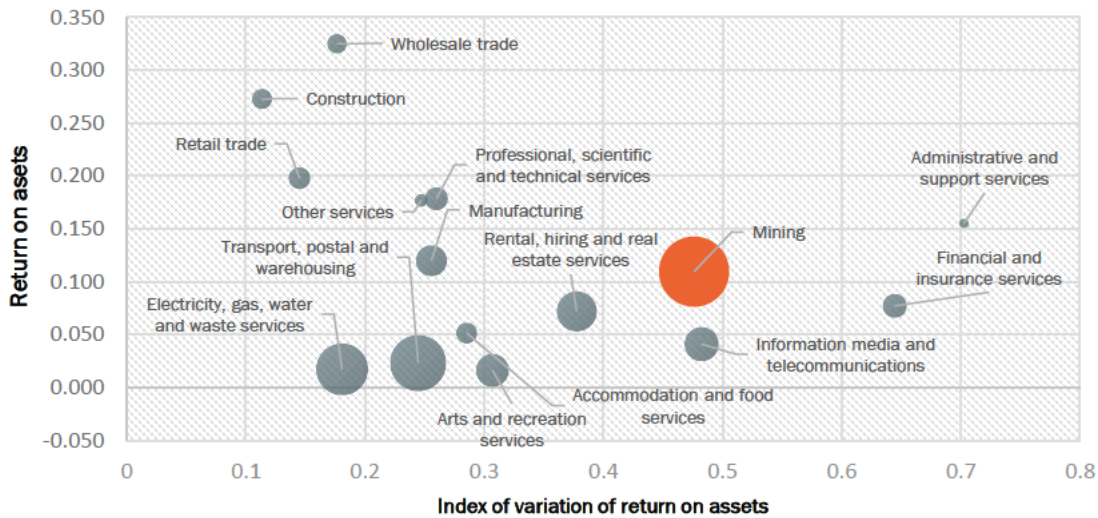 0.350
0.300
0.250
0.200
0.150
0.100
0.050
0.000
-0.050
Return on assets
Wholesale trade
Construction
Retail trade
Professional, scientific
and technical services
Other services
Manufacturing
Administrative and
support services
Transport, postal and
warehousing
Rental, hiring and real
estate services
Mining
Financial and
insurance services
Electricity, gas, water
and waste services
Information media and
telecommunications
Accommodation and food
services
Arts and recreation
services
0
0.1
0.2
0.3
0.4
0.5
0.6
0.7
0.8
Index of variation of return on assets